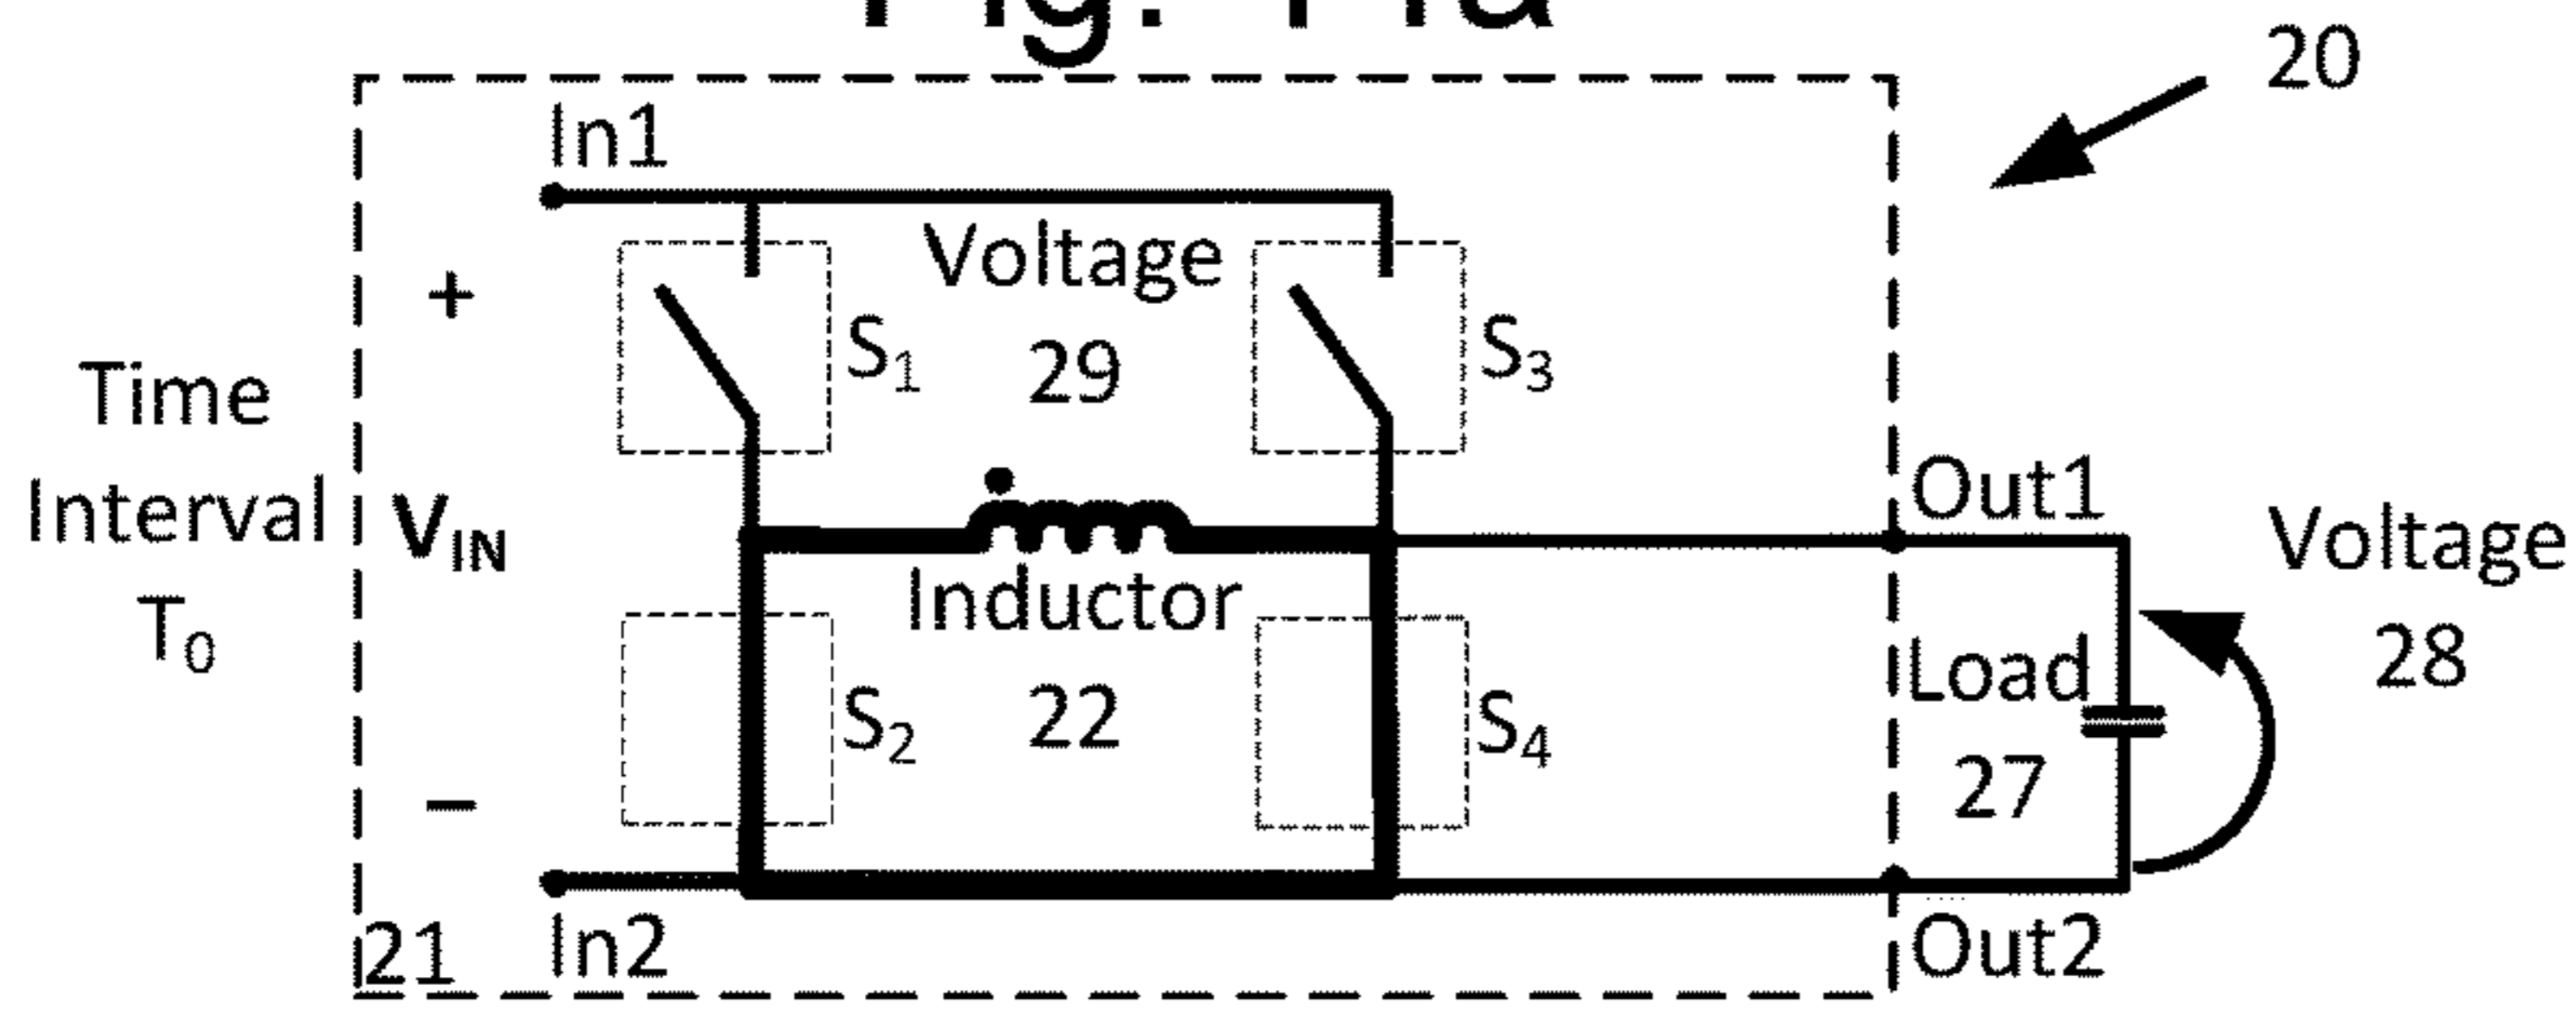 20
In1
Voltage
29
+
S1
S3
Time
Interval
T0
VIN
Out1
Voltage
28
Inductor
22
S2
S4
Load
27
−
21
In2
Out2